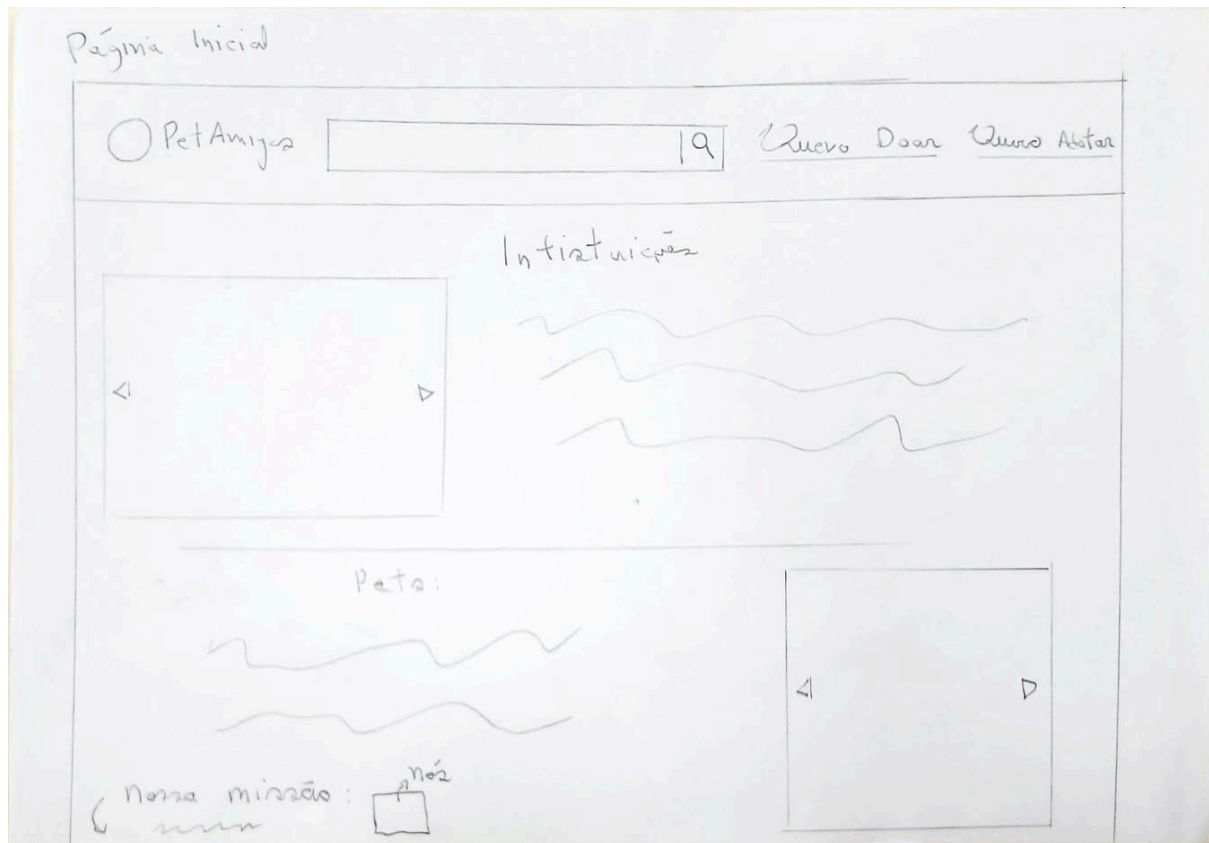 Página Inicial
PetAmigos
Quero Doar
Quero Adotar
Intistuições
Pets:
Nossa missão:
nós